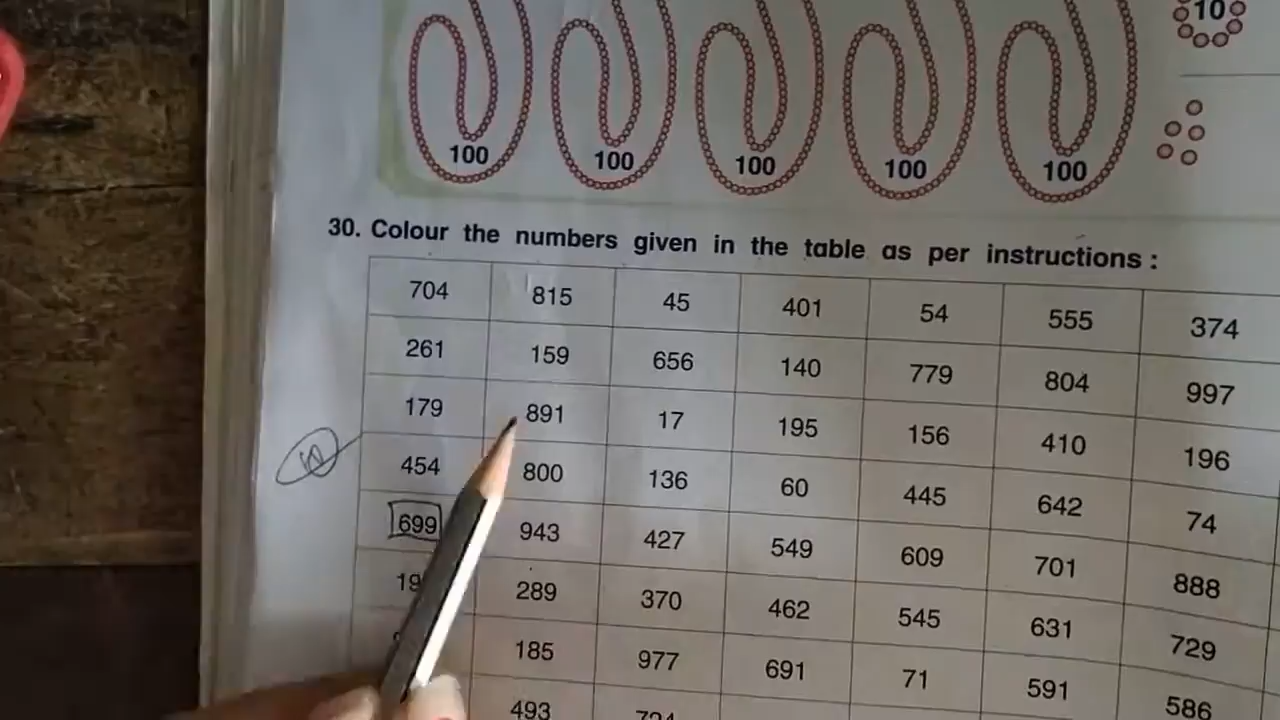 10
100 100 100 100 100
30. Colour the numbers given in the table as per instructions :
704 815 45 401 54 555 374
261 159 656 140 779 804 997
179 891 17 195 156 410 196
454 800 136 60 445 642 74
699 943 427 549 609 701 888
289 370 462 545 631 729
185 977 691 71 591 586
493